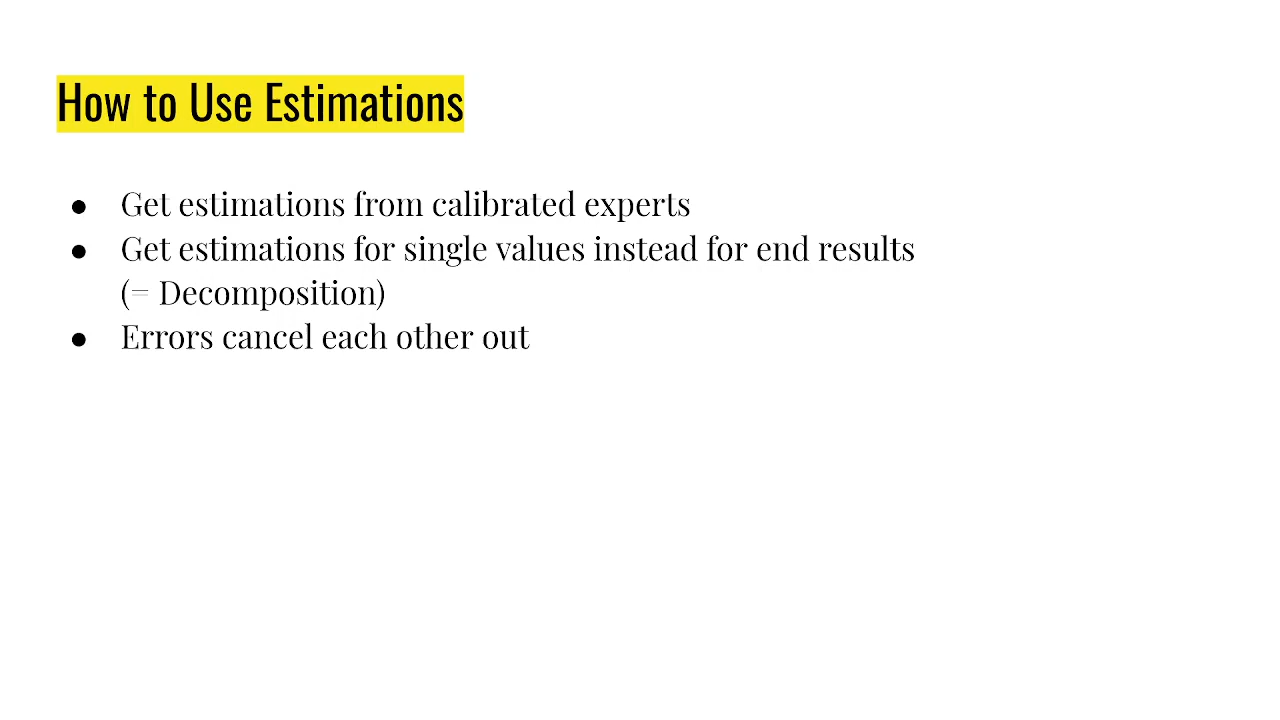 How to Use Estimations
● Get estimations from calibrated experts
● Get estimations for single values instead for end results
(= Decomposition)
● Errors cancel each other out